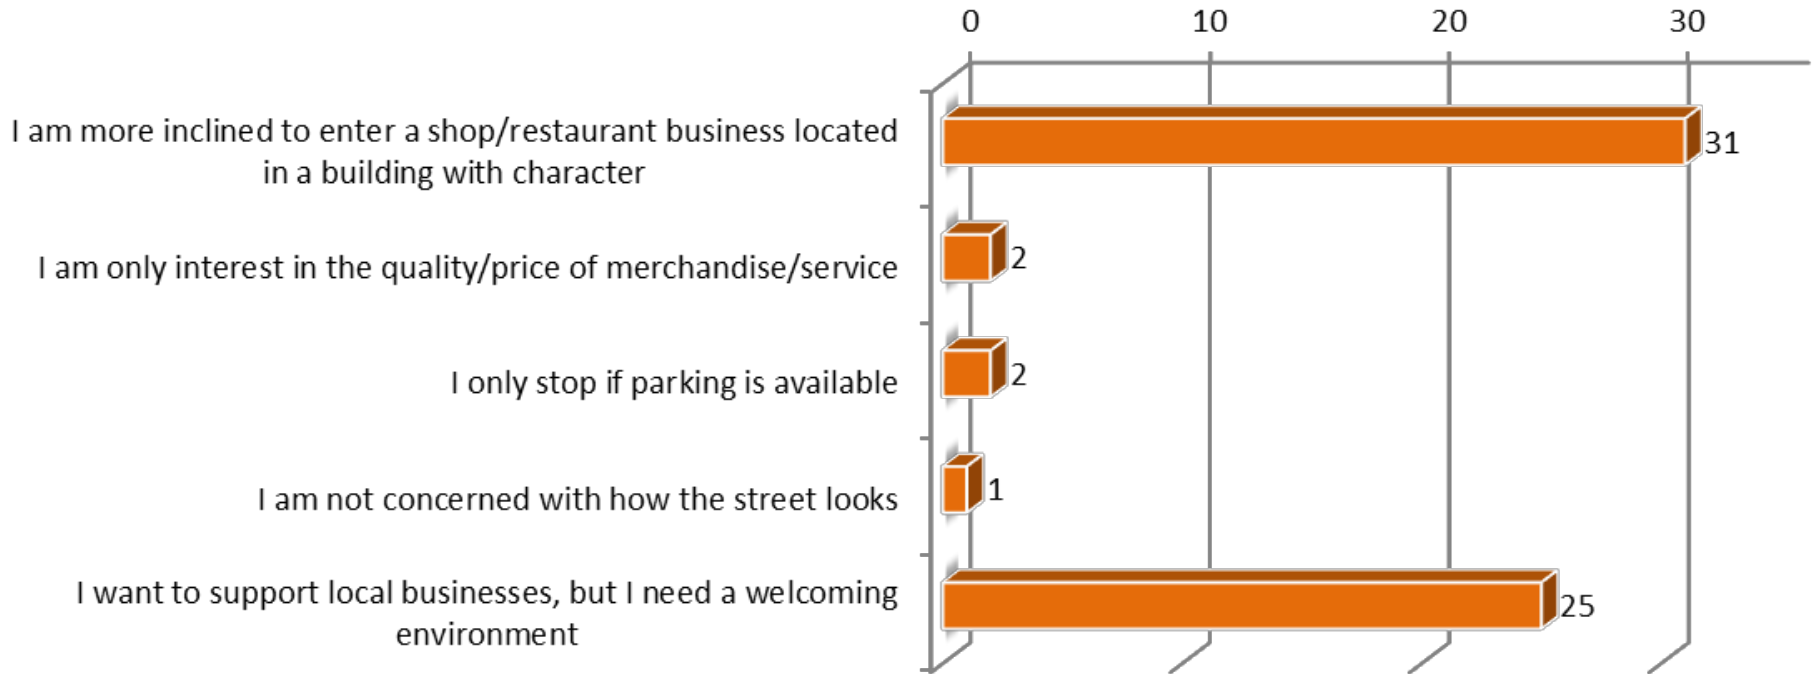 0 10 20 30
I am more inclined to enter a shop/restaurant business located
in a building with character
31
I am only interest in the quality/price of merchandise/service
2
I only stop if parking is available
2
I am not concerned with how the street looks
1
I want to support local businesses, but I need a welcoming
environment
25